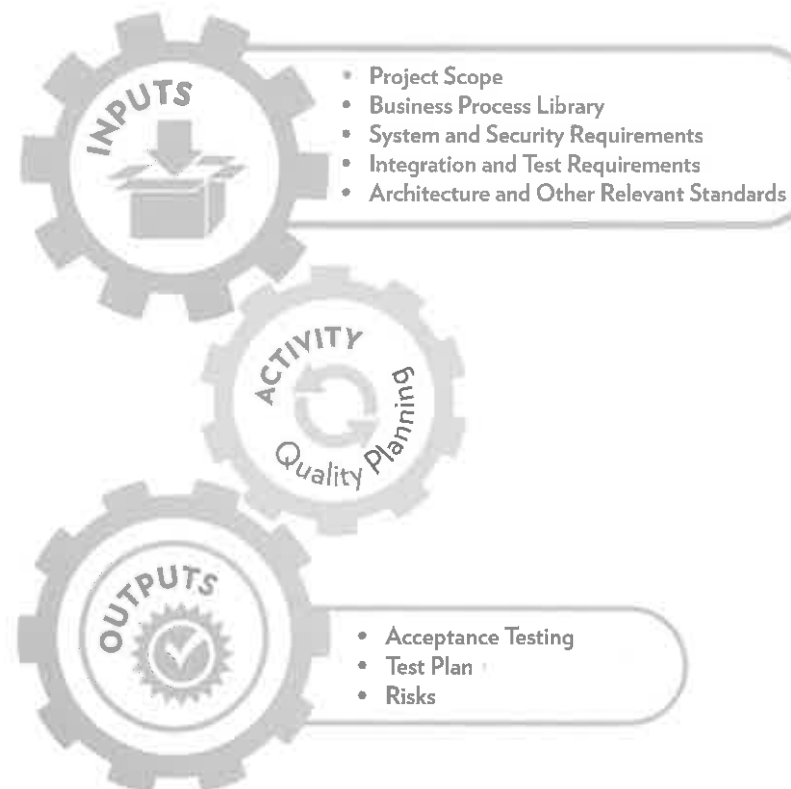 INPUTS
• Project Scope
• Business Process Library
• System and Security Requirements
• Integration and Test Requirements
• Architecture and Other Relevant Standards
ACTIVITY
Quality Planning
OUTPUTS
• Acceptance Testing
• Test Plan
• Risks